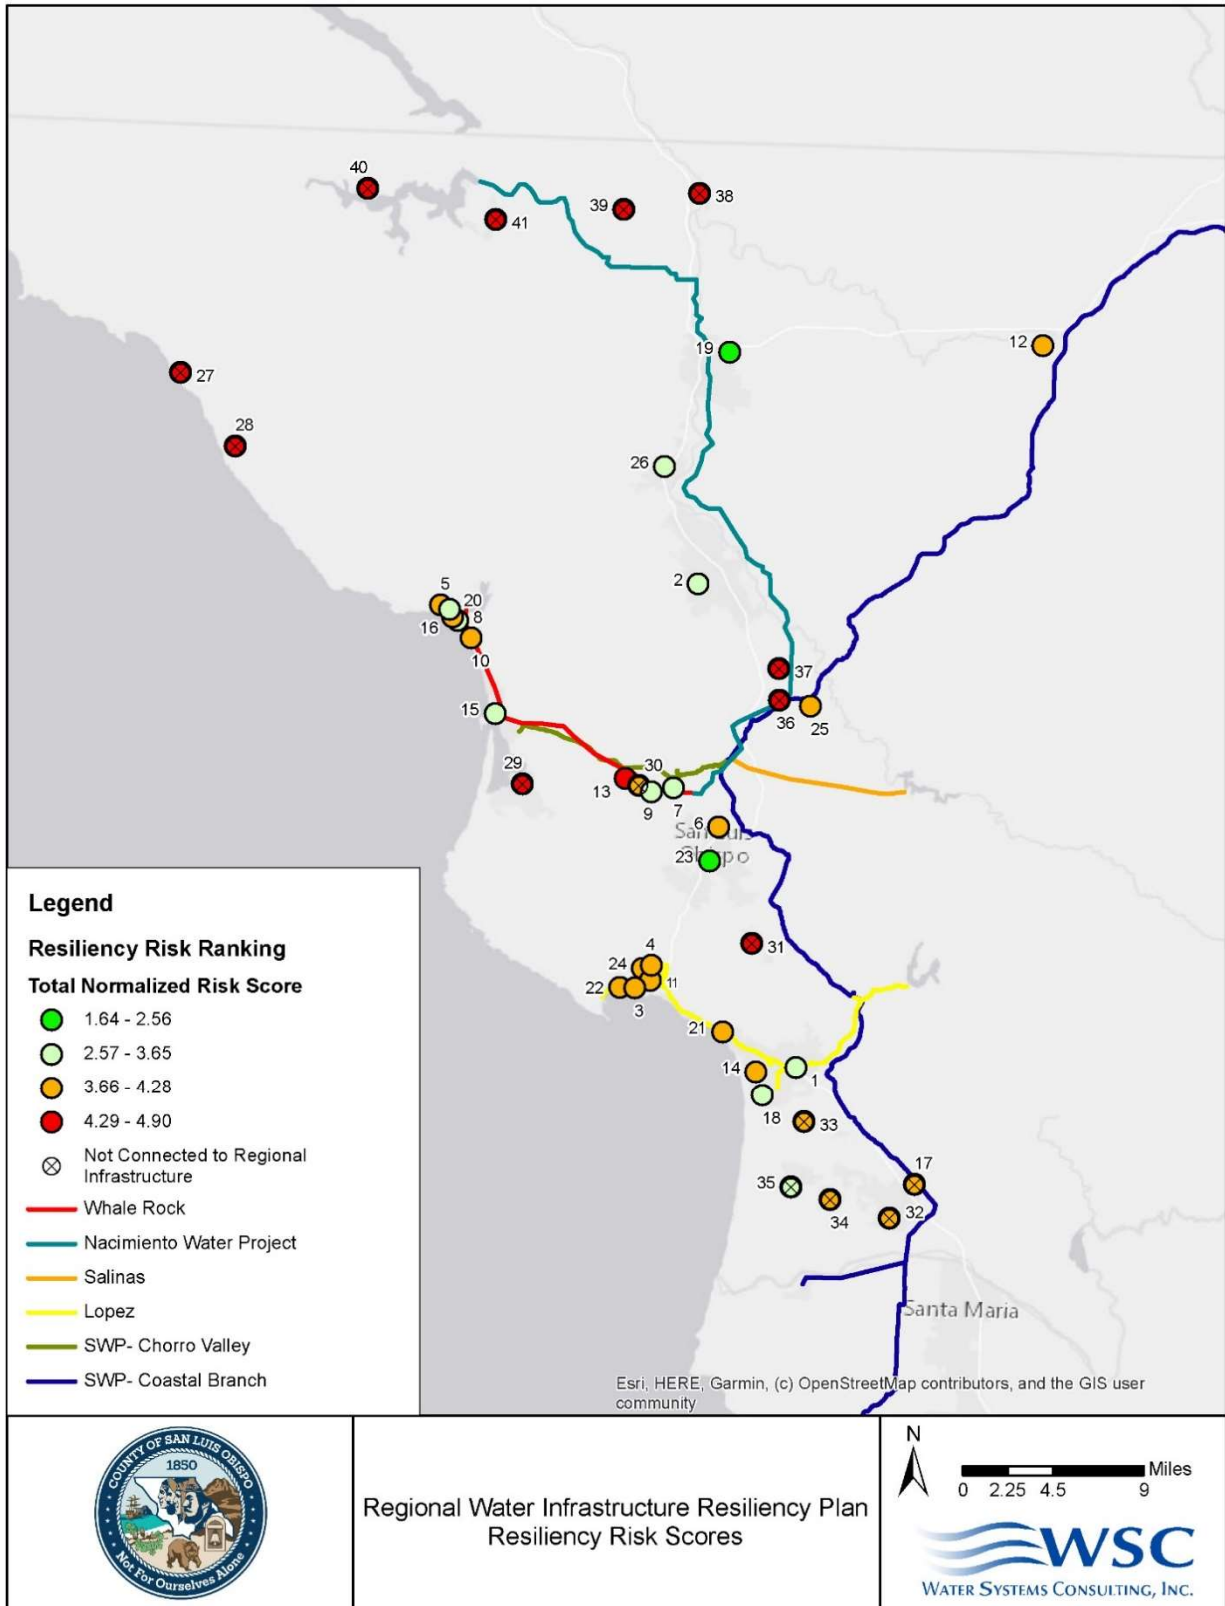 40
41
39
38
19
12
27
28
26
2
5
20
16
8
10
37
36
25
15
29
13
30
9
7
6
San Luis
Obispo
23
31
4
24
22
11
3
21
14
1
18
33
17
35
34
32
Santa Maria
Legend
Resiliency Risk Ranking
Total Normalized Risk Score
1.64 - 2.56
2.57 - 3.65
3.66 - 4.28
4.29 - 4.90
Not Connected to Regional
Infrastructure
Whale Rock
Nacimiento Water Project
Salinas
Lopez
SWP- Chorro Valley
SWP- Coastal Branch
Esri, HERE, Garmin, (c) OpenStreetMap contributors, and the GIS user
community
COUNTY OF SAN LUIS OBISPO
1850
Not For Ourselves Alone
Regional Water Infrastructure Resiliency Plan
Resiliency Risk Scores
N
Miles
0 2.25 4.5 9
WSC
WATER SYSTEMS CONSULTING, INC.